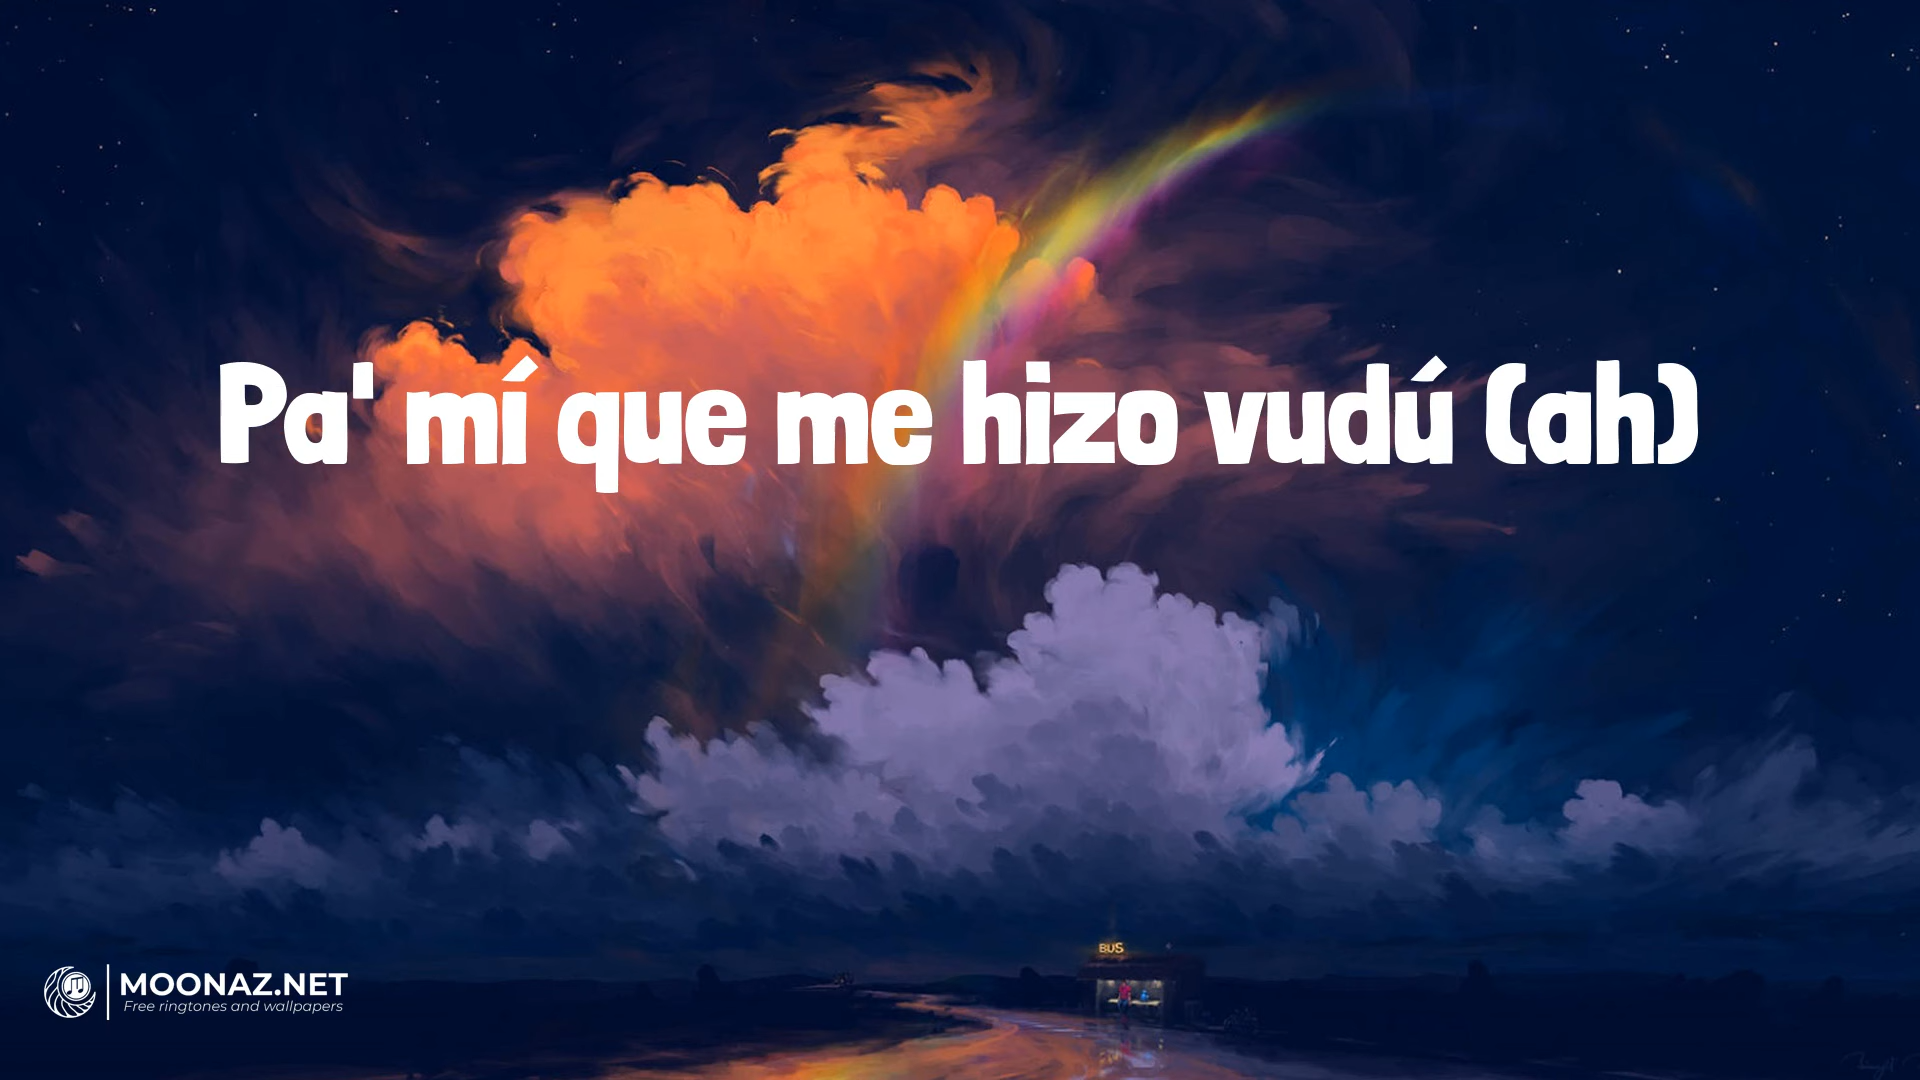 Pa' mí que me hizo vudú (ah)
BUS
MOONAZ.NET
Free ringtones and wallpapers